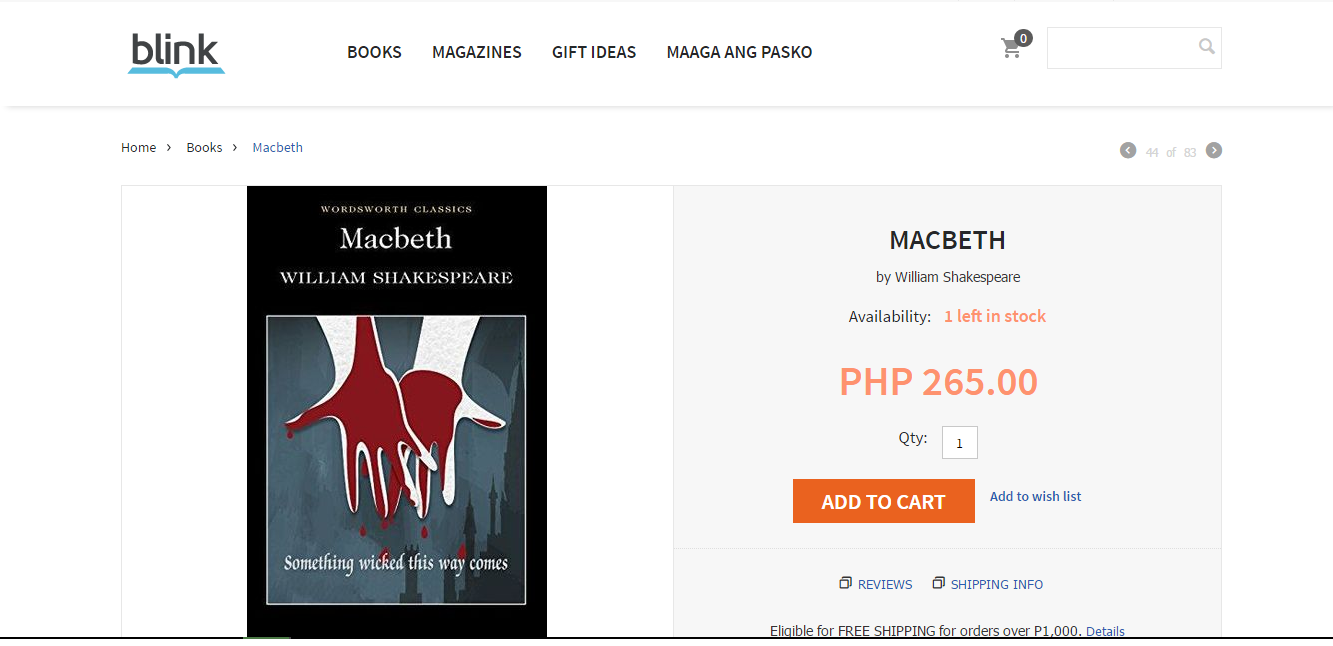 blink
BOOKS MAGAZINES GIFT IDEAS MAAGA ANG PASKO
0
Home › Books › Macbeth
44 of 83
WORDSWORTH CLASSICS
Macbeth
WILLIAM SHAKESPEARE
Something wicked this way comes
MACBETH
by William Shakespeare
Availability: 1 left in stock
PHP 265.00
Qty: 1
ADD TO CART Add to wish list
REVIEWS SHIPPING INFO
Eligible for FREE SHIPPING for orders over P1,000. Details